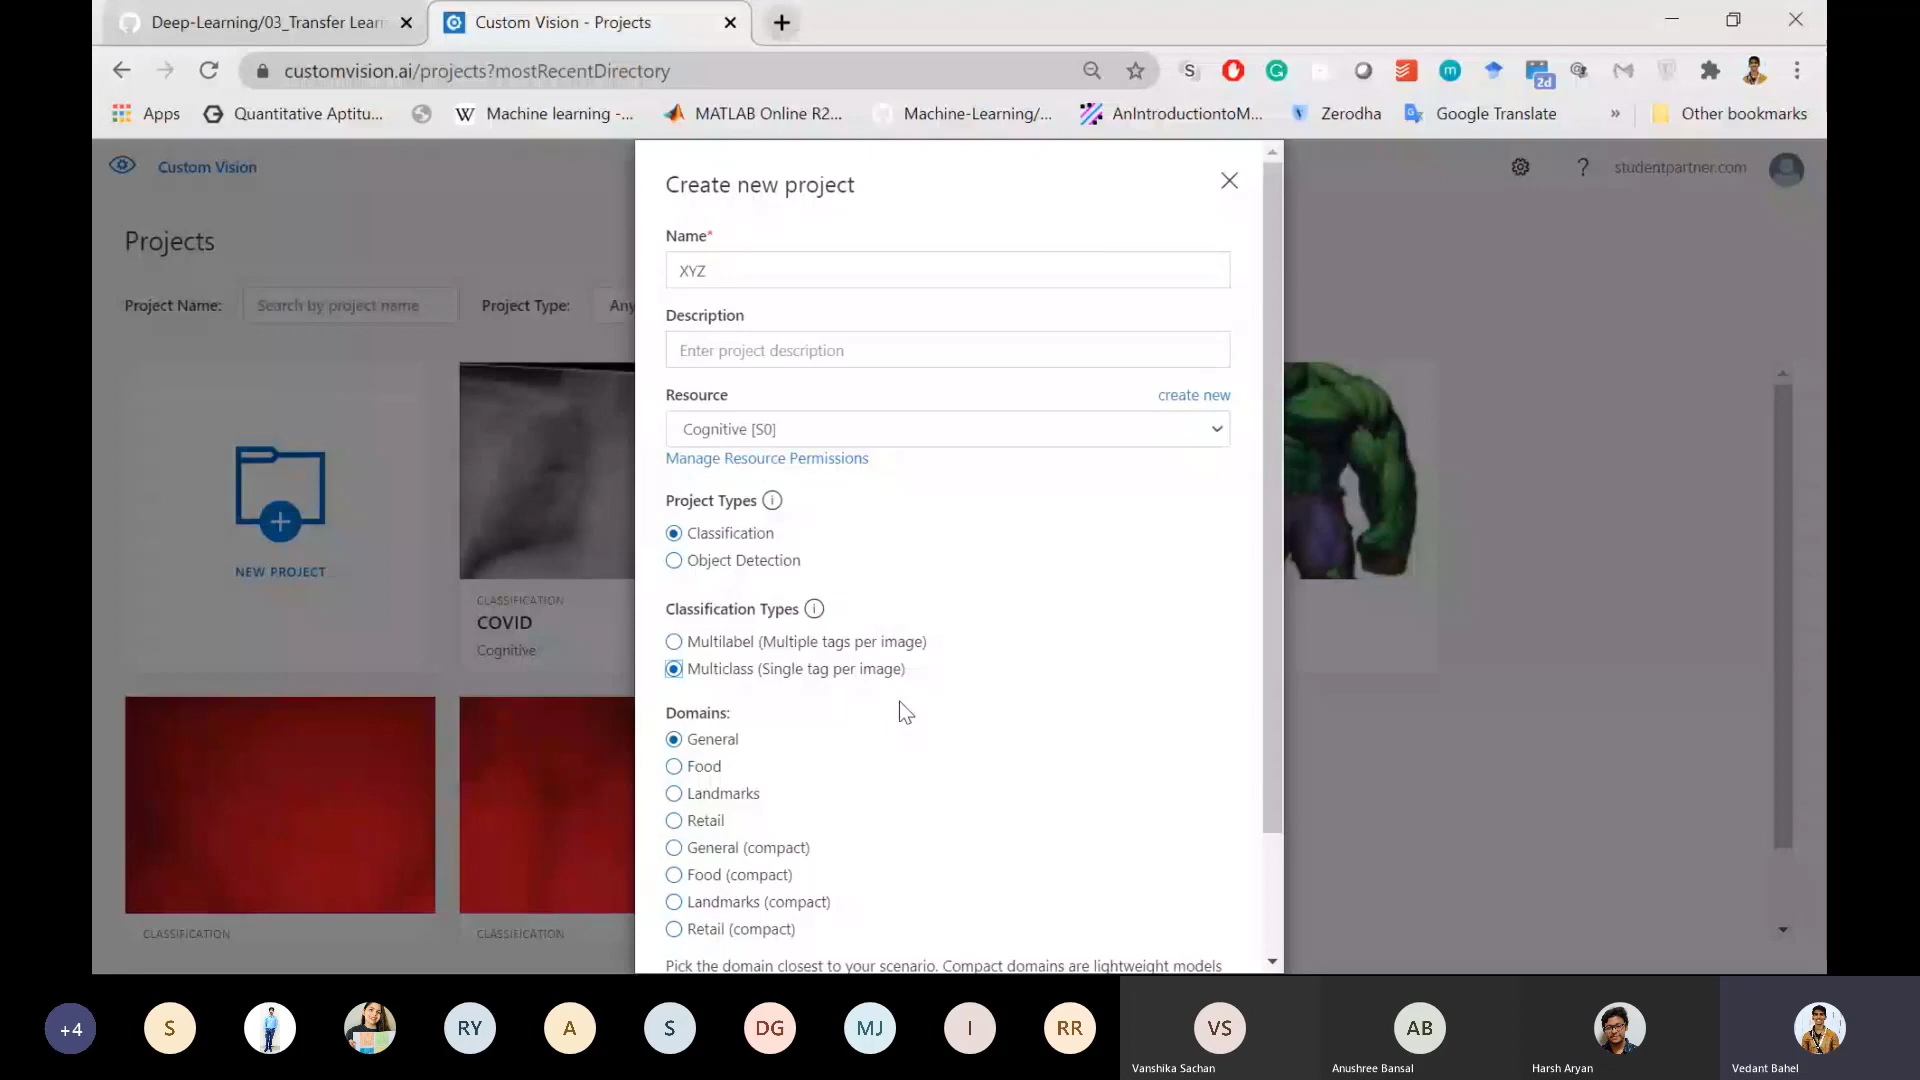 Deep-Learning/03_Transfer Lear
Custom Vision - Projects
customvision.ai/projects?mostRecentDirectory
2d
Apps
Quantitative Aptitu...
Machine learning -...
MATLAB Online R2...
Machine-Learning/...
AnIntroductiontoM...
Zerodha
Google Translate
»
Other bookmarks
Custom Vision
studentpartner.com
Projects
Project Name:
Search by project name
Project Type:
Any
NEW PROJECT
CLASSIFICATION
COVID
Cognitive
CLASSIFICATION
CLASSIFICATION
Create new project
Name*
XYZ
Description
Enter project description
Resource
create new
Cognitive [S0]
Manage Resource Permissions
Project Types
Classification
Object Detection
Classification Types
Multilabel (Multiple tags per image)
Multiclass (Single tag per image)
Domains:
General
Food
Landmarks
Retail
General (compact)
Food (compact)
Landmarks (compact)
Retail (compact)
Pick the domain closest to your scenario. Compact domains are lightweight models
+4
S
RY
A
S
DG
MJ
I
RR
VS
Vanshika Sachan
AB
Anushree Bansal
Harsh Aryan
Vedant Bahel